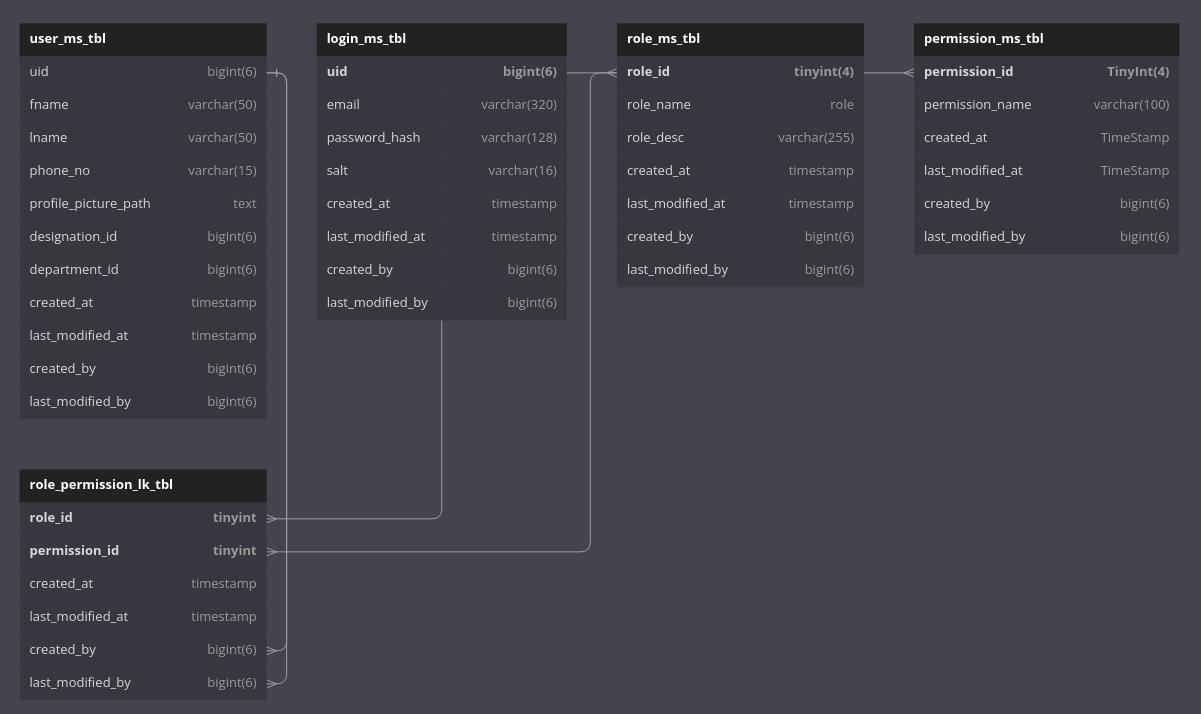 user_ms_tbl
uid bigint(6)
fname varchar(50)
lname varchar(50)
phone_no varchar(15)
profile_picture_path text
designation_id bigint(6)
department_id bigint(6)
created_at timestamp
last_modified_at timestamp
created_by bigint(6)
last_modified_by bigint(6)
login_ms_tbl
uid bigint(6)
email varchar(320)
password_hash varchar(128)
salt varchar(16)
created_at timestamp
last_modified_at timestamp
created_by bigint(6)
last_modified_by bigint(6)
role_ms_tbl
role_id tinyint(4)
role_name role
role_desc varchar(255)
created_at timestamp
last_modified_at timestamp
created_by bigint(6)
last_modified_by bigint(6)
permission_ms_tbl
permission_id TinyInt(4)
permission_name varchar(100)
created_at TimeStamp
last_modified_at TimeStamp
created_by bigint(6)
last_modified_by bigint(6)
role_permission_lk_tbl
role_id tinyint
permission_id tinyint
created_at timestamp
last_modified_at timestamp
created_by bigint(6)
last_modified_by bigint(6)